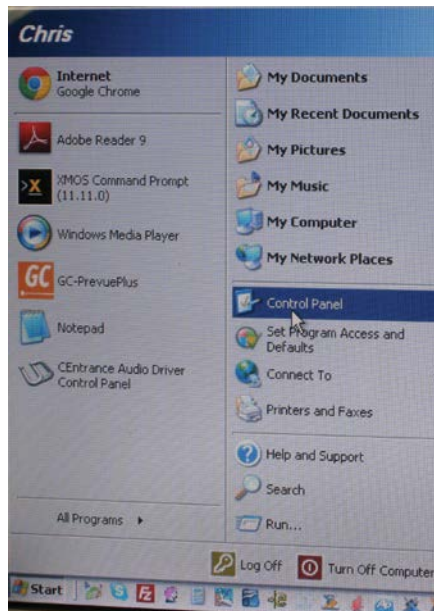 Chris
Internet
Google Chrome
Adobe Reader 9
XMOS Command Prompt
(11.11.0)
Windows Media Player
GC
GC-PrevuePlus
Notepad
CEntrance Audio Driver
Control Panel
All Programs
My Documents
My Recent Documents
My Pictures
My Music
My Computer
My Network Places
Control Panel
Set Program Access and
Defaults
Connect To
Printers and Faxes
Help and Support
Search
Run...
Log Off
Turn Off Computer
Start